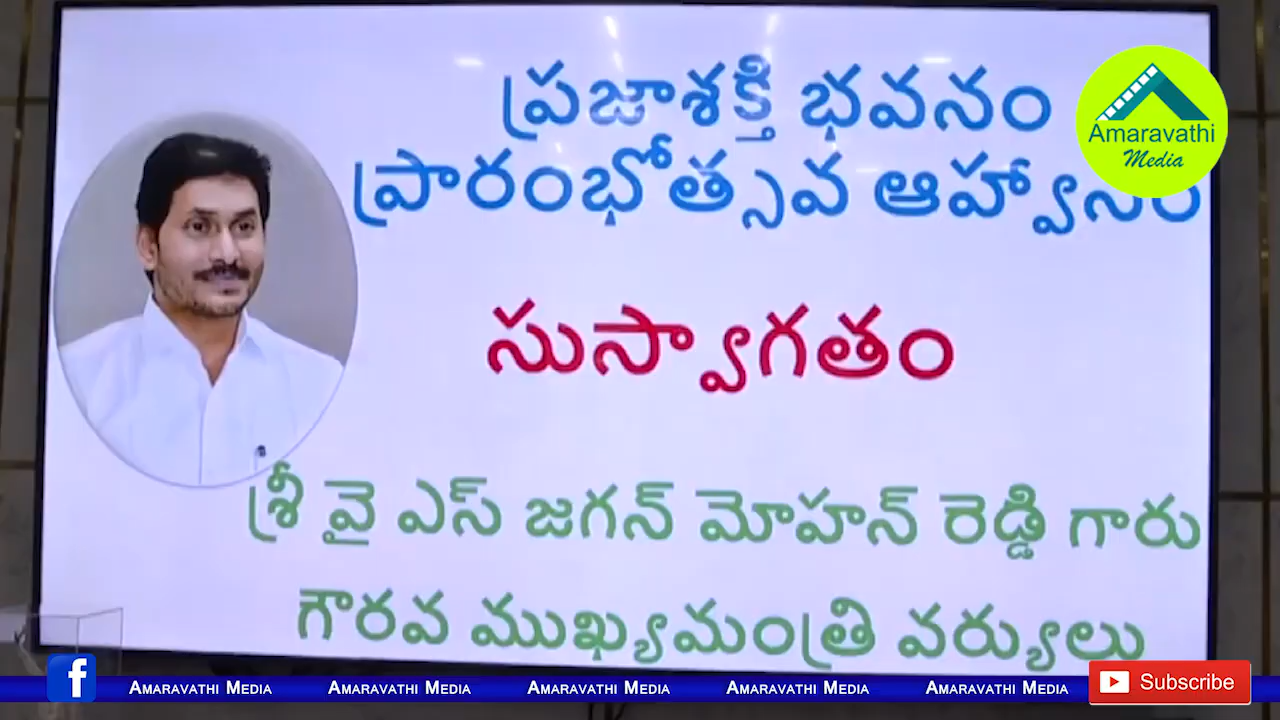 ప్రజాశక్తి భవనం
ప్రారంభోత్సవ ఆహ్వానం
సుస్వాగతం
శ్రీ వై ఎస్ జగన్ మోహన్ రెడ్డి గారు
గౌరవ ముఖ్యమంత్రి వర్యులు
Amaravathi
Media
f Amaravathi Media Amaravathi Media Amaravathi Media Amaravathi Media Amaravathi Media Subscribe